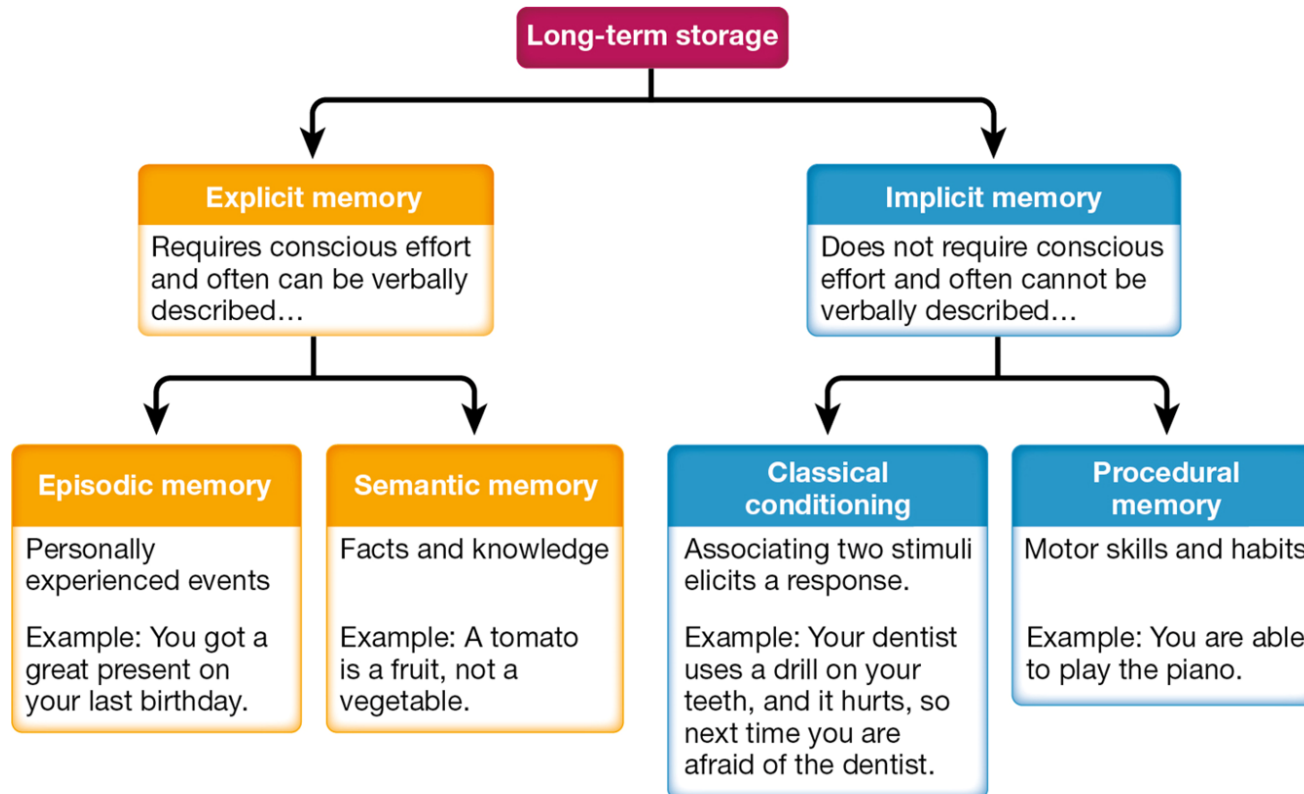 Long-term storage
Explicit memory
Requires conscious effort
and often can be verbally
described…
Implicit memory
Does not require conscious
effort and often cannot be
verbally described…
Episodic memory
Personally
experienced events
Example: You got a
great present on
your last birthday.
Semantic memory
Facts and knowledge
Example: A tomato
is a fruit, not a
vegetable.
Classical
conditioning
Associating two stimuli
elicits a response.
Example: Your dentist
uses a drill on your
teeth, and it hurts, so
next time you are
afraid of the dentist.
Procedural
memory
Motor skills and habits
Example: You are able
to play the piano.